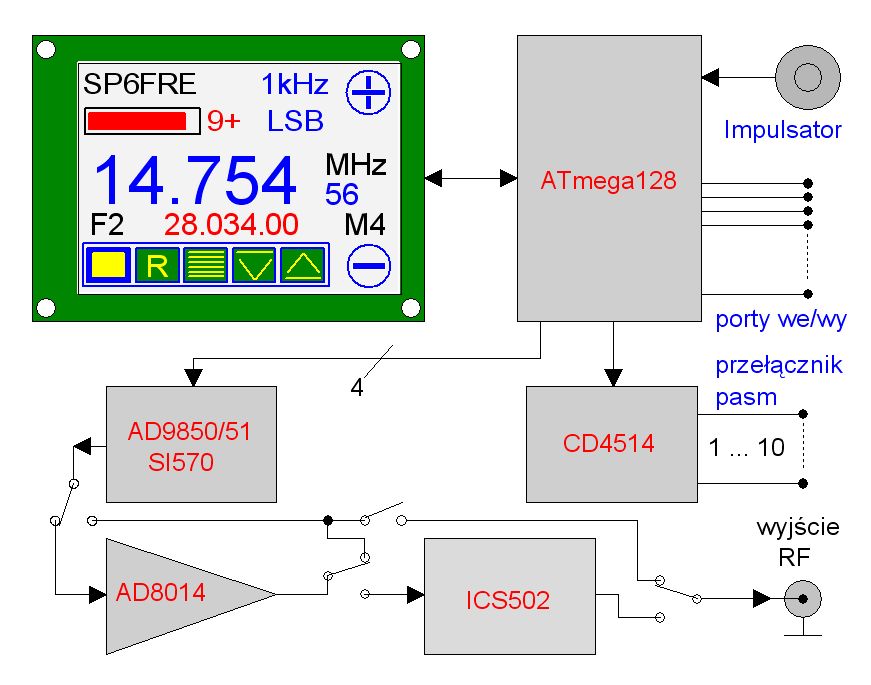 SP6FRE 1kHz
9+ LSB
14.754 MHz
56
F2 28.034.00 M4
R
ATmega128
Impulsator
porty we/wy
4
przełącznik
pasm
AD9850/51
SI570
CD4514
1 ... 10
AD8014
ICS502
wyjście
RF